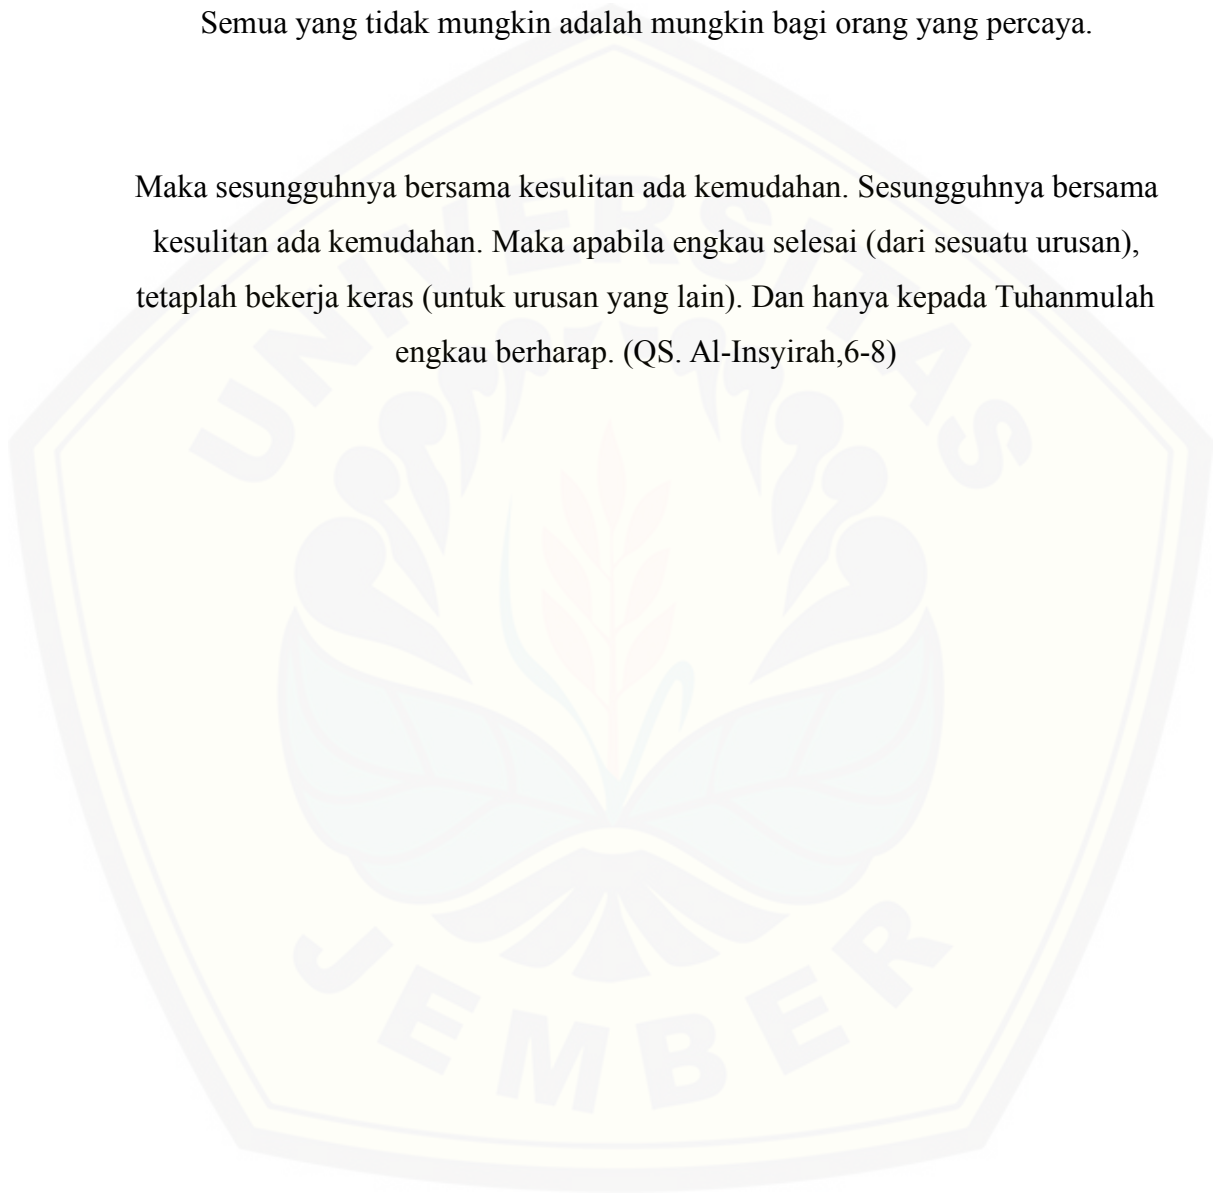 Semua yang tidak mungkin adalah mungkin bagi orang yang percaya.
Maka sesungguhnya bersama kesulitan ada kemudahan. Sesungguhnya bersama
kesulitan ada kemudahan. Maka apabila engkau selesai (dari sesuatu urusan),
tetaplah bekerja keras (untuk urusan yang lain). Dan hanya kepada Tuhanmulah
engkau berharap. (QS. Al-Insyirah,6-8)
UNIVERSITAS
JEMBER